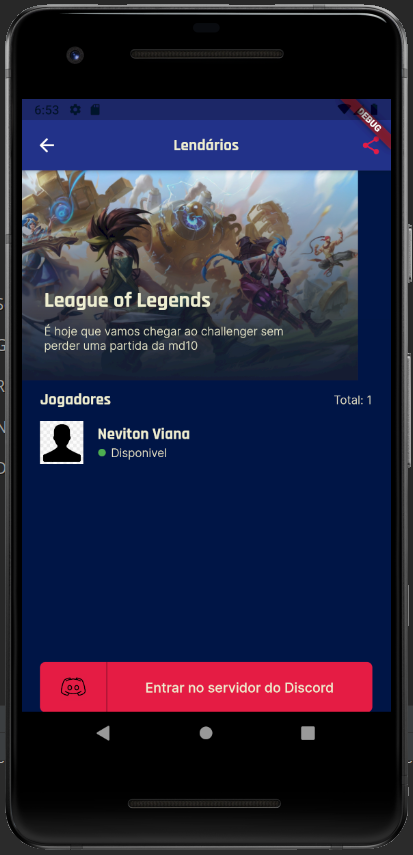 6:53
DEBUG
Lendários
League of Legends
É hoje que vamos chegar ao challenger sem
perder uma partida da md10
Jogadores
Total: 1
Neviton Viana
Disponivel
Entrar no servidor do Discord